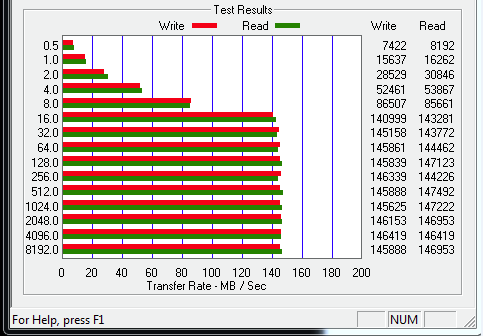 Test Results
Write Read Write Read
0.5 7422 8192
1.0 15637 16262
2.0 28529 30846
4.0 52461 53867
8.0 86507 85661
16.0 140999 143281
32.0 145158 143772
64.0 145861 144462
128.0 145839 147123
256.0 146339 144226
512.0 145888 147492
1024.0 145625 147222
2048.0 146153 146953
4096.0 146419 146419
8192.0 145888 146953
0 20 40 60 80 100 120 140 160 180 200
Transfer Rate - MB / Sec
For Help, press F1 NUM